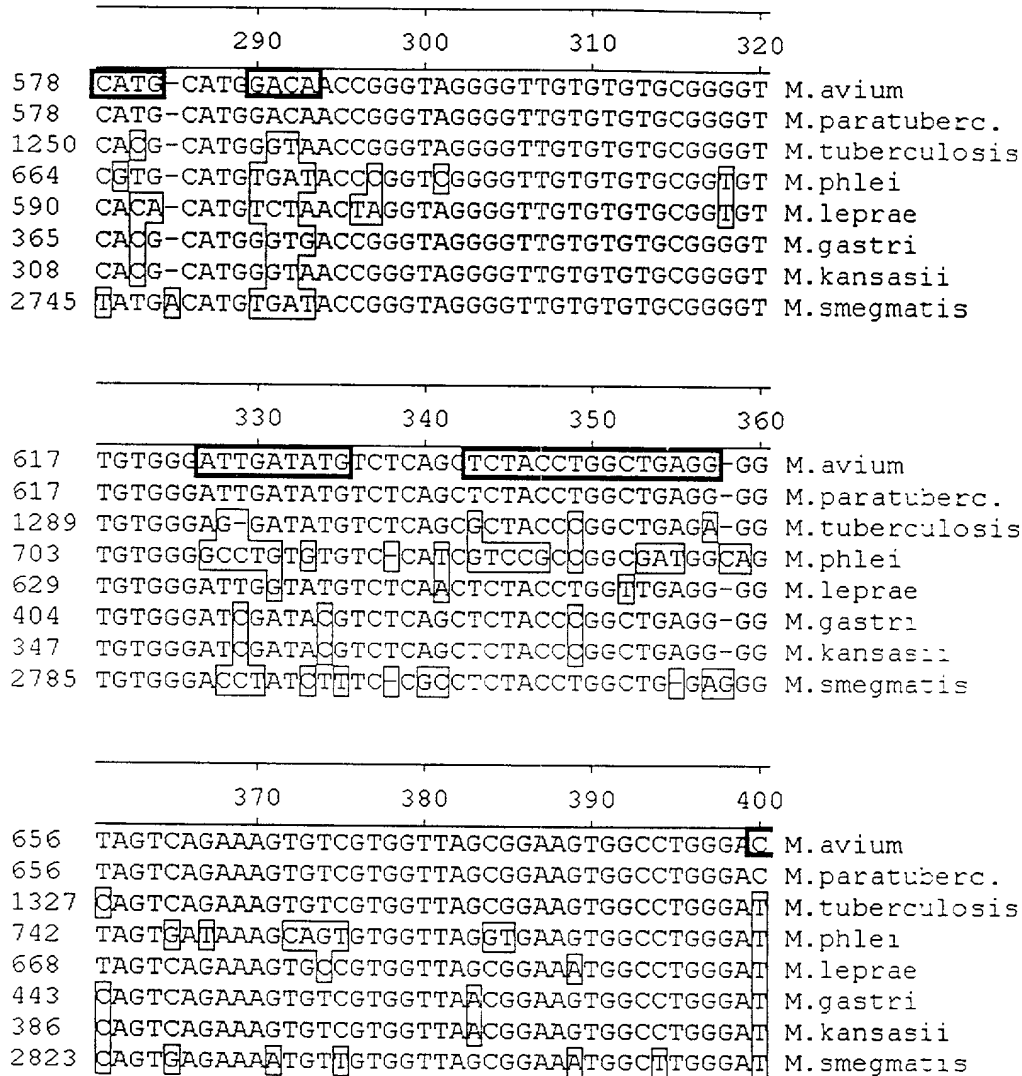 290 300 310 320
578 CATG-CATGGACAACCGGGTAGGGGTTGTGTGTGCGGGGT M.avium
578 CATG-CATGGACAACCGGGTAGGGGTTGTGTGTGCGGGGT M.paratuberc.
1250 CACG-CATGGGTAACCGGGTAGGGGTTGTGTGTGCGGGGT M.tuberculosis
664 CGTG-CATGTGATACCCGGTCGGGGTTGTGTGTGCGGTGT M.phlei
590 CACA-CATGTCTAACTAGGTAGGGGTTGTGTGTGCGGTGT M.leprae
365 CACG-CATGGGTGACCGGGTAGGGGTTGTGTGTGCGGGGT M.gastri
308 CACG-CATGGGTAACCGGGTAGGGGTTGTGTGTGCGGGGT M.kansasii
2745 TATGACATGTGATACCGGGTAGGGGTTGTGTGTGCGGGGT M.smegmatis
330 340 350 360
617 TGTGGGATTGATATGTCTCAGCTCTACCTGGCTGAGG-GG M.avium
617 TGTGGGATTGATATGTCTCAGCTCTACCTGGCTGAGG-GG M.paratuberc.
1289 TGTGGGAG-GATATGTCTCAGCGCTACCCGGCTGAGA-GG M.tuberculosis
703 TGTGGGGCCTGTGTGTC-CATCGTCCGCCGGCGATGGCAG M.phlei
629 TGTGGGATTGGTATGTCTCAACTCTACCTGGTTGAGG-GG M.leprae
404 TGTGGGATCGATACGTCTCAGCTCTACCCGGCTGAGG-GG M.gastri
347 TGTGGGATCGATACGTCTCAGCTCTACCCGGCTGAGG-GG M.kansasii
2785 TGTGGGACCTATCTTTC-CGCCTCTACCTGGCTG-GAGGG M.smegmatis
370 380 390 400
656 TAGTCAGAAAGTGTCGTGGTTAGCGGAAGTGGCCTGGGAC M.avium
656 TAGTCAGAAAGTGTCGTGGTTAGCGGAAGTGGCCTGGGAC M.paratuberc.
1327 CAGTCAGAAAGTGTCGTGGTTAGCGGAAGTGGCCTGGGAT M.tuberculosis
742 TAGTGATAAAGCAGTGTGGTTAGGTGAAGTGGCCTGGGAT M.phlei
668 TAGTCAGAAAGTGCCGTGGTTAGCGGAAATGGCCTGGGAT M.leprae
443 CAGTCAGAAAGTGTCGTGGTTAACGGAAGTGGCCTGGGAT M.gastri
386 CAGTCAGAAAGTGTCGTGGTTAACGGAAGTGGCCTGGGAT M.kansasii
2823 CAGTGAGAAAATGTTGTGGTTAGCGGAAATGGCTTGGGAT M.smegmatis